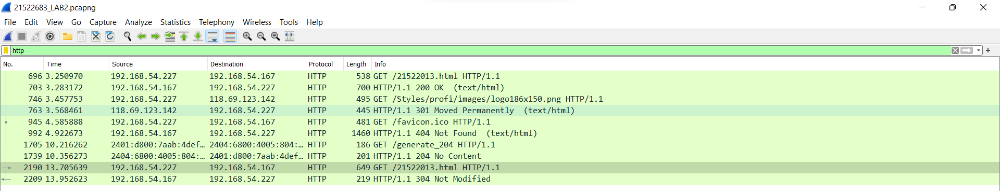 21522683_LAB2.pcapng
File Edit View Go Capture Analyze Statistics Telephony Wireless Tools Help
http
No. Time Source Destination Protocol Length Info
696 3.250970 192.168.54.227 192.168.54.167 HTTP 538 GET /21522013.html HTTP/1.1
703 3.283172 192.168.54.167 192.168.54.227 HTTP 700 HTTP/1.1 200 OK (text/html)
746 3.457753 192.168.54.227 118.69.123.142 HTTP 495 GET /Styles/profi/images/logo186x150.png HTTP/1.1
763 3.568461 118.69.123.142 192.168.54.227 HTTP 445 HTTP/1.1 301 Moved Permanently (text/html)
945 4.585888 192.168.54.227 192.168.54.167 HTTP 481 GET /favicon.ico HTTP/1.1
992 4.922673 192.168.54.167 192.168.54.227 HTTP 1460 HTTP/1.1 404 Not Found (text/html)
1705 10.216262 2401:d800:7aab:4def… 2404:6800:4005:804:… HTTP 186 GET /generate_204 HTTP/1.1
1739 10.356273 2404:6800:4005:804:… 2401:d800:7aab:4def… HTTP 201 HTTP/1.1 204 No Content
2190 13.705639 192.168.54.227 192.168.54.167 HTTP 649 GET /21522013.html HTTP/1.1
2209 13.952623 192.168.54.167 192.168.54.227 HTTP 219 HTTP/1.1 304 Not Modified